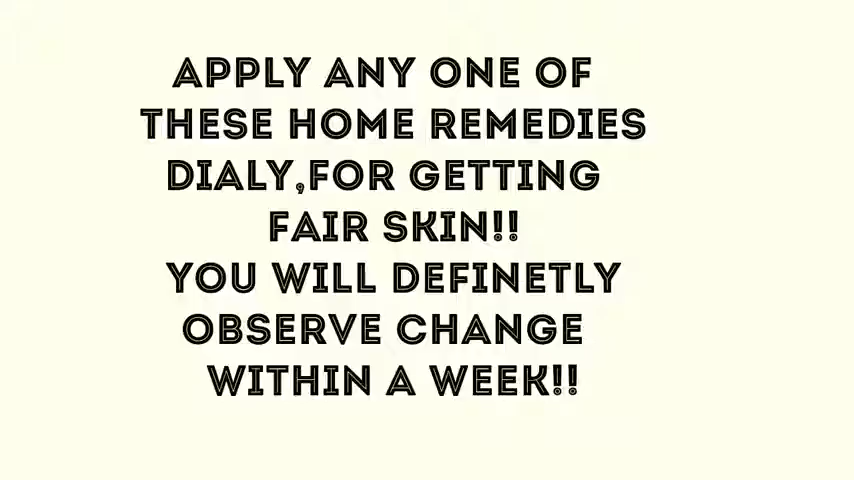 APPLY ANY ONE OF
THESE HOME REMEDIES
DIALY,FOR GETTING
FAIR SKIN!!
YOU WILL DEFINETLY
OBSERVE CHANGE
WITHIN A WEEK!!